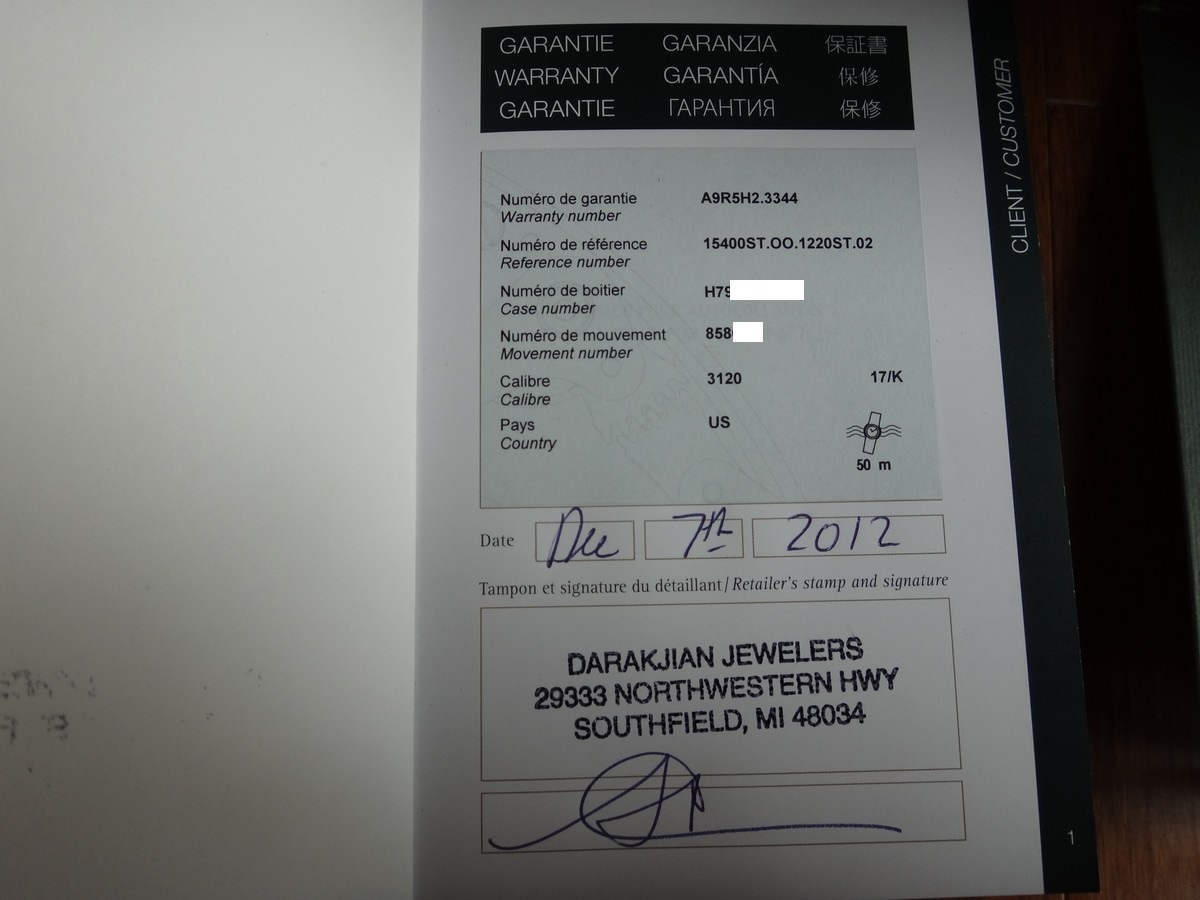 GARANTIE GARANZIA 保証書
WARRANTY GARANTÍA 保修
GARANTIE ГАРАНТИЯ 保修
CLIENT / CUSTOMER
Numéro de garantie A9R5H2.3344
Warranty number
Numéro de référence 15400ST.OO.1220ST.02
Reference number
Numéro de boitier H79
Case number
Numéro de mouvement 858
Movement number
Calibre 3120 17/K
Calibre
Pays US
Country
50 m
Date Dec 7th 2012
Tampon et signature du détaillant / Retailer's stamp and signature
DARAKJIAN JEWELERS
29333 NORTHWESTERN HWY
SOUTHFIELD, MI 48034
1